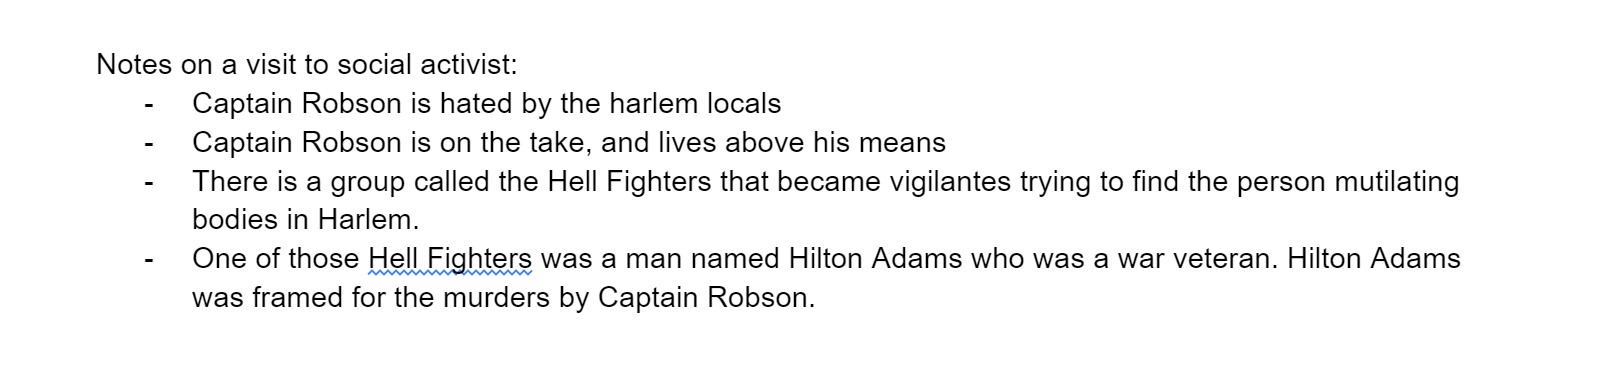 Notes on a visit to social activist:
- Captain Robson is hated by the harlem locals
- Captain Robson is on the take, and lives above his means
- There is a group called the Hell Fighters that became vigilantes trying to find the person mutilating
bodies in Harlem.
- One of those Hell Fighters was a man named Hilton Adams who was a war veteran. Hilton Adams
was framed for the murders by Captain Robson.